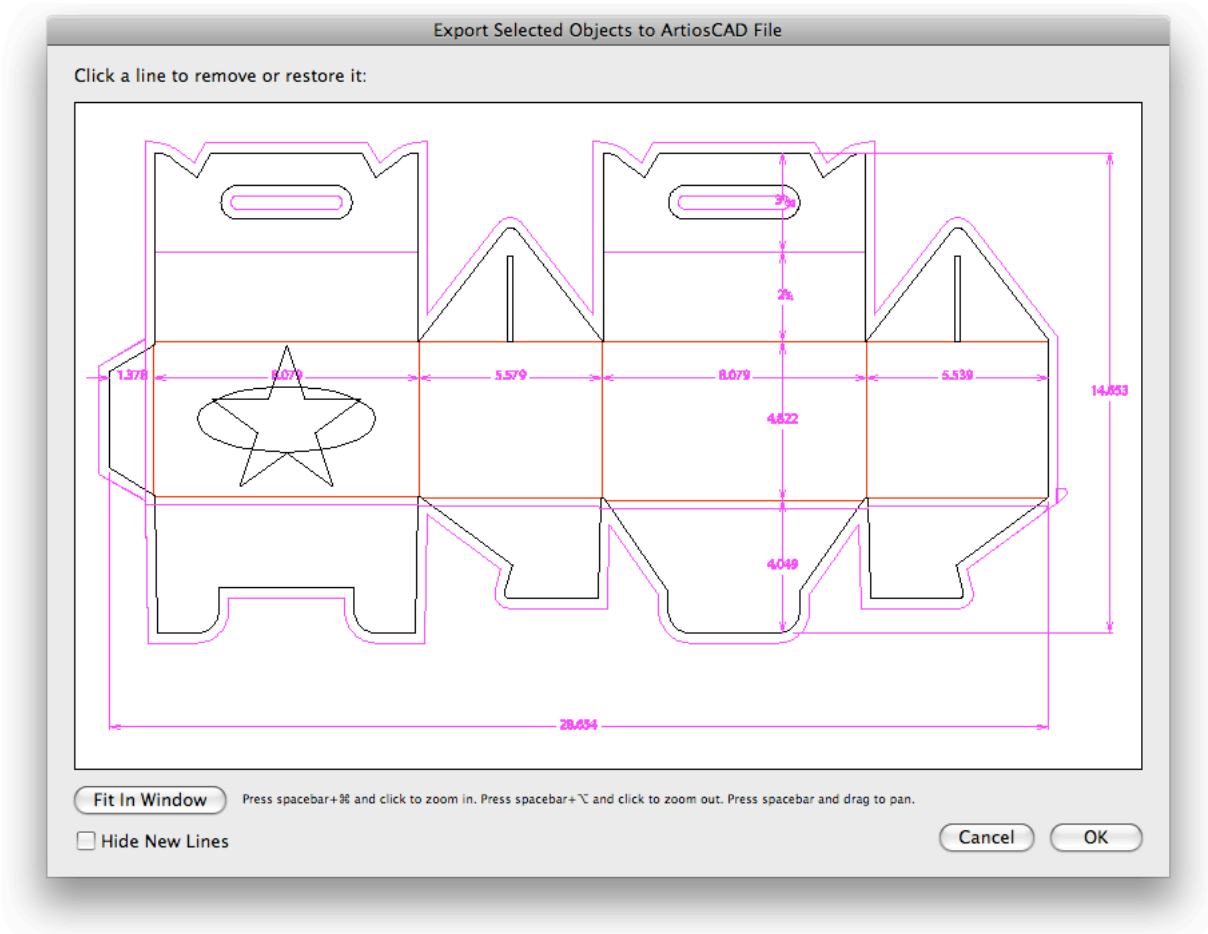 Export Selected Objects to ArtiosCAD File
Click a line to remove or restore it:
1.378
8.079
5.579
8.079
5.539
14.653
4.822
4.049
28.654
Fit In Window
Press spacebar+⌘ and click to zoom in. Press spacebar+⌥ and click to zoom out. Press spacebar and drag to pan.
Hide New Lines
Cancel
OK